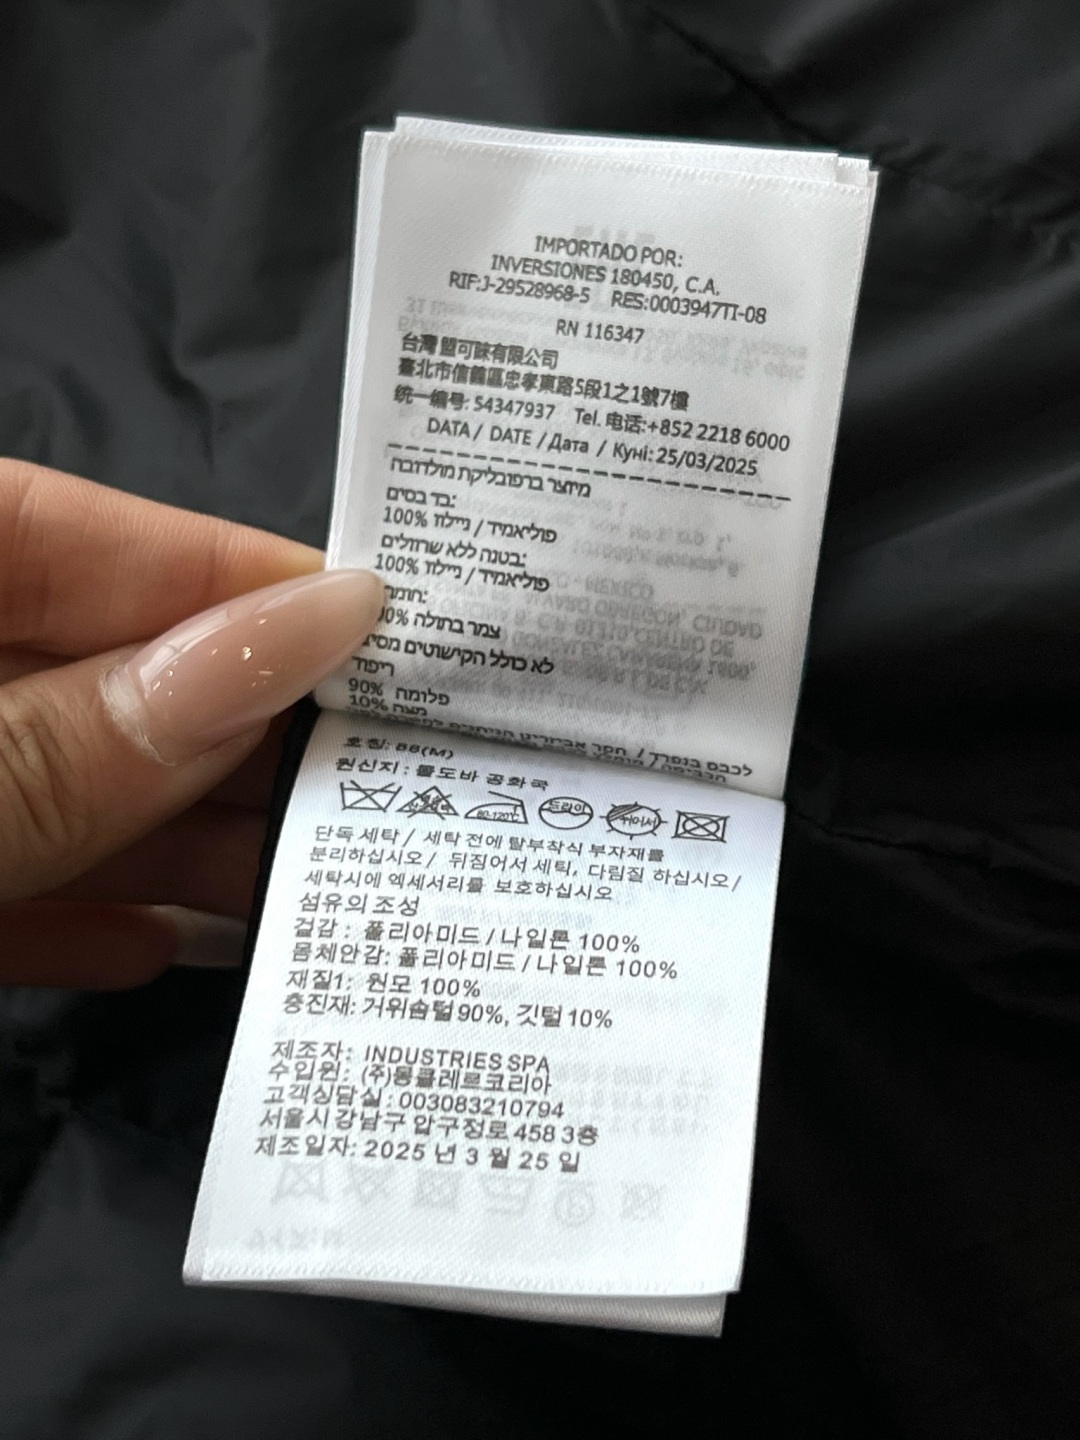 IMPORTADO POR:
INVERSIONES 180450, C.A.
RIF:J-29528968-5 RES:0003947TI-08
RN 116347
台灣盟可睞有限公司
臺北市信義區忠孝東路5段1之1號7樓
统一编号: 54347937 Tel. 电话:+852 2218 6000
DATA / DATE / Дата / Күні: 25/03/2025
מיוצר ברפובליקת מולדובה
בד בסיס:
100% פוליאמיד / ניילון
בטנה ללא שרוולים:
100% פוליאמיד / ניילון
צמר בתולה
לא כולל הקישוטים
ריפוד
90% פלומה
10% נוצה
호칭: 88(M)
원산지 : 몰도바 공화국
80-120℃ 드라이
단독 세탁 / 세탁 전에 탈부착식 부자재를
분리하십시오 / 뒤집어서 세틱, 다림질 하십시오 /
세탁시에 엑세서리를 보호하십시오
섬유의 조성
겉감 : 폴리아미드 / 나일론 100%
몸체안감: 폴리아미드 / 나일론 100%
재질1: 원모 100%
충진재: 거위솜털 90%, 깃털 10%
제조자: INDUSTRIES SPA
수입원: (주)몽클레르코리아
고객상담실: 003083210794
서울시 강남구 압구정로 458 3층
제조일자: 2025 년 3 월 25 일